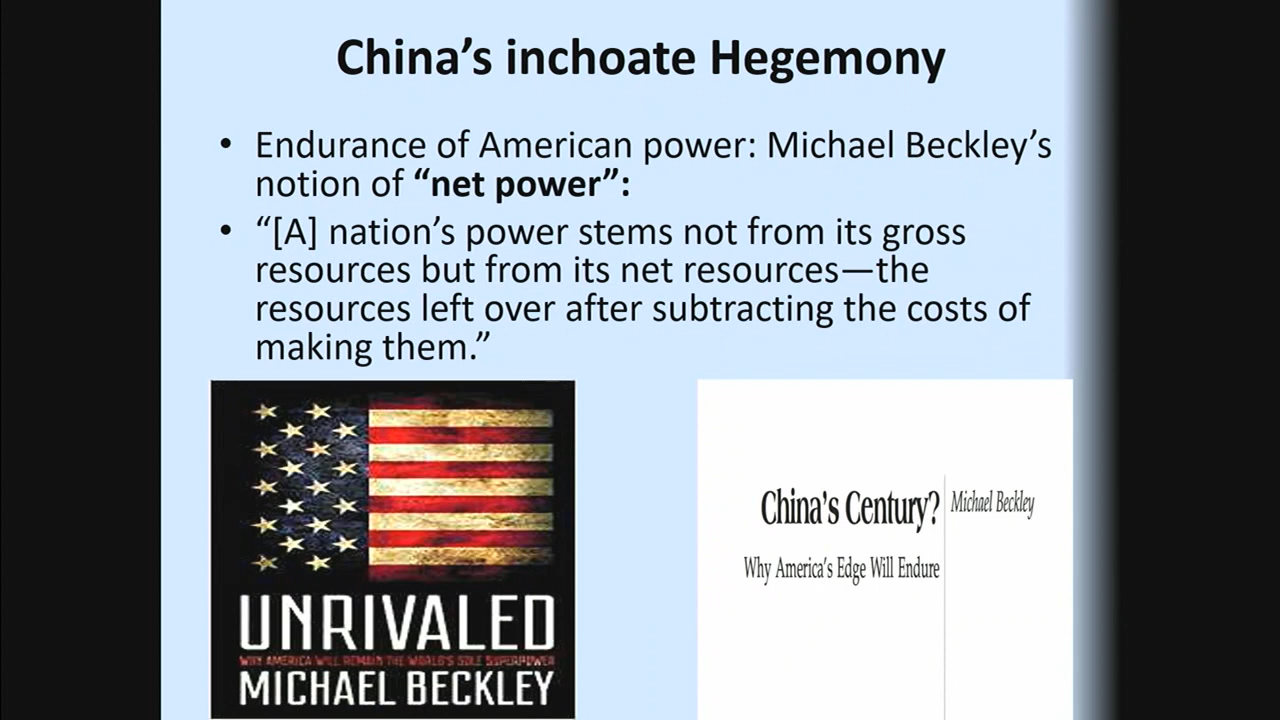 China’s inchoate Hegemony
• Endurance of American power: Michael Beckley’s
notion of “net power”:
• “[A] nation’s power stems not from its gross
resources but from its net resources—the
resources left over after subtracting the costs of
making them.”
UNRIVALED
WHY AMERICA WILL REMAIN THE WORLD'S SOLE SUPERPOWER
MICHAEL BECKLEY
China's Century?
Michael Beckley
Why America's Edge Will Endure